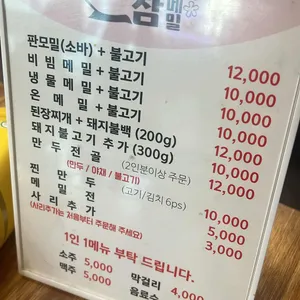 삼메밀
판모밀(소바) + 불고기 12,000
비빔메밀 + 불고기 10,000
냉물메밀 + 불고기 10,000
온메밀 + 불고기 10,000
된장찌개 + 돼지불백 (200g) 10,000
돼지불고기추가 (300g) 12,000
만두전골 (2인분이상 주문)
(만두 / 야채 / 불고기) 10,000
찐만두 (고기/김치 6ps) 5,000
메밀전
사리추가 3,000
(사리추가는 처음부터 주문해 주세요)
1인 1메뉴 부탁 드립니다.
소주 5,000 막걸리 4,000
맥주 5,000 음료수